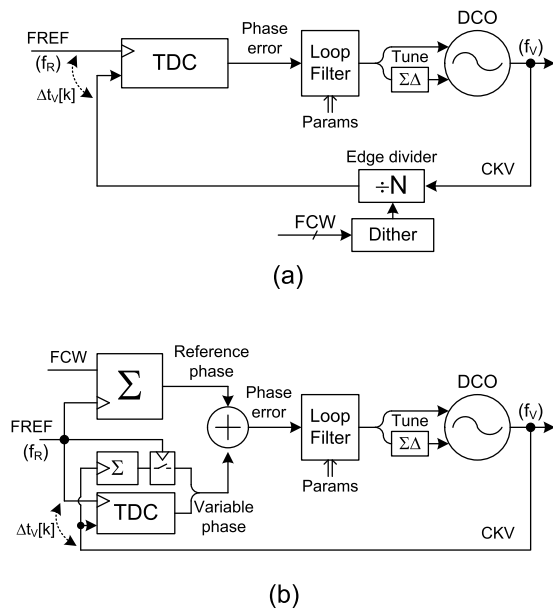 FREF
(fR)
ΔtV[k]
TDC
Phase
error
Loop
Filter
Params
Tune
ΣΔ
DCO
(fV)
CKV
Edge divider
÷N
FCW
Dither
(a)
FCW
Σ
Reference
phase
FREF
(fR)
Σ
TDC
ΔtV[k]
Variable
phase
+
Phase
error
Loop
Filter
Params
Tune
ΣΔ
DCO
(fV)
CKV
(b)